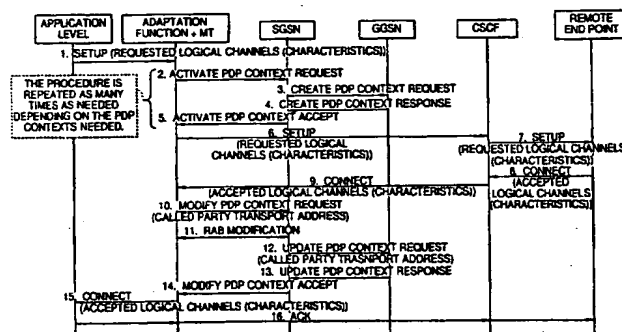 APPLICATION LEVEL
ADAPTATION FUNCTION + MT
SGSN
GGSN
CSCF
REMOTE END POINT
1. SETUP (REQUESTED LOGICAL CHANNELS (CHARACTERISTICS))
THE PROCEDURE IS
REPEATED AS MANY
TIMES AS NEEDED
DEPENDING ON THE PDP
CONTEXTS NEEDED.
2. ACTIVATE PDP CONTEXT REQUEST
3. CREATE PDP CONTEXT REQUEST
4. CREATE PDP CONTEXT RESPONSE
5. ACTIVATE PDP CONTEXT ACCEPT
6. SETUP
(REQUESTED LOGICAL
CHANNELS (CHARACTERISTICS))
7. SETUP
(REQUESTED LOGICAL CHANNELS
(CHARACTERISTICS))
8. CONNECT
(ACCEPTED
LOGICAL CHANNELS
(CHARACTERISTICS))
9. CONNECT
(ACCEPTED LOGICAL CHANNELS (CHARACTERISTICS))
10. MODIFY PDP CONTEXT REQUEST
(CALLED PARTY TRANSPORT ADDRESS)
11. RAB MODIFICATION
12. UPDATE PDP CONTEXT REQUEST
(CALLED PARTY TRASNPORT ADDRESS)
13. UPDATE PDP CONTEXT RESPONSE
14. MODIFY PDP CONTEXT ACCEPT
15. CONNECT
(ACCEPTED LOGICAL CHANNELS (CHARACTERISTICS))
16. ACK